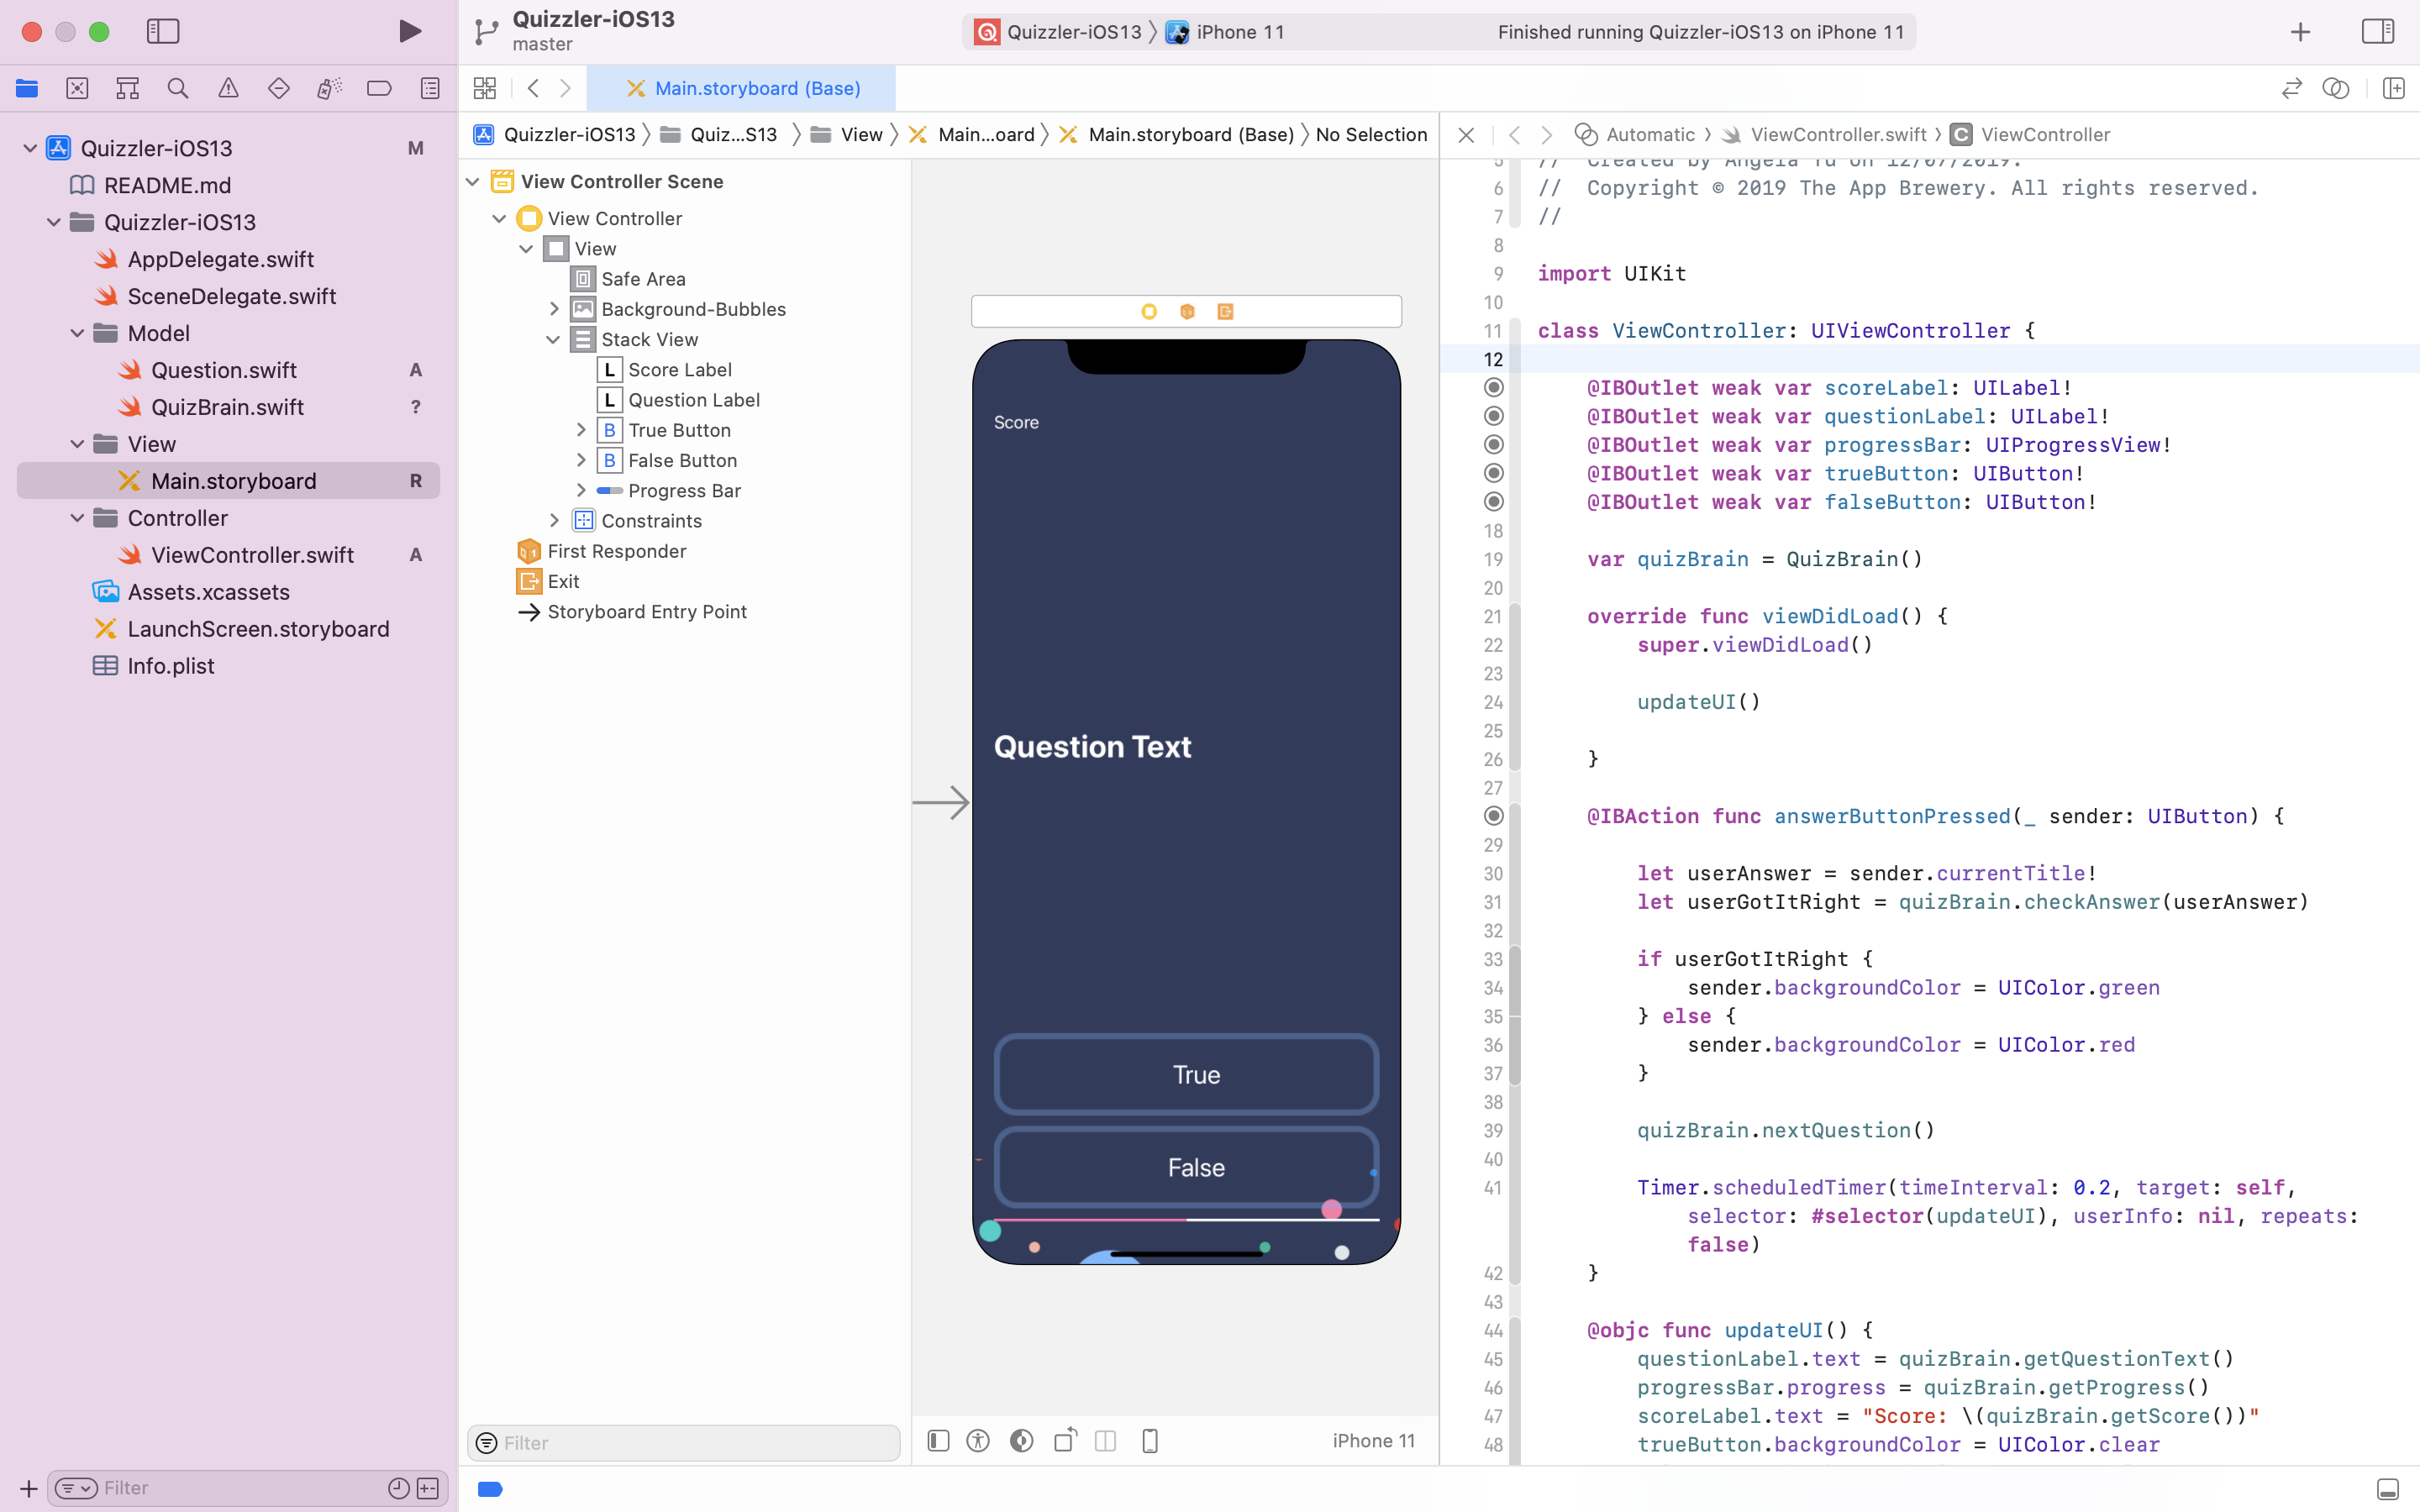 Quizzler-iOS13
master
Quizzler-iOS13 〉 iPhone 11
Finished running Quizzler-iOS13 on iPhone 11
Main.storyboard (Base)
Quizzler-iOS13 〉 Quiz...S13 〉 View 〉 Main...oard 〉 Main.storyboard (Base) 〉 No Selection
Automatic 〉 ViewController.swift 〉 C ViewController
Quizzler-iOS13 M
README.md
Quizzler-iOS13
AppDelegate.swift
SceneDelegate.swift
Model
Question.swift A
QuizBrain.swift ?
View
Main.storyboard R
Controller
ViewController.swift A
Assets.xcassets
LaunchScreen.storyboard
Info.plist
Filter
View Controller Scene
View Controller
View
Safe Area
Background-Bubbles
Stack View
L Score Label
L Question Label
B True Button
B False Button
Progress Bar
Constraints
First Responder
Exit
Storyboard Entry Point
Filter
Score
Question Text
True
False
iPhone 11
5 //  Created by Angela Yu on 12/07/2019.
6 //  Copyright © 2019 The App Brewery. All rights reserved.
7 //
8
9 import UIKit
10
11 class ViewController: UIViewController {
12
@IBOutlet weak var scoreLabel: UILabel!
@IBOutlet weak var questionLabel: UILabel!
@IBOutlet weak var progressBar: UIProgressView!
@IBOutlet weak var trueButton: UIButton!
@IBOutlet weak var falseButton: UIButton!
18
19 var quizBrain = QuizBrain()
20
21 override func viewDidLoad() {
22 super.viewDidLoad()
23
24 updateUI()
25
26 }
27
@IBAction func answerButtonPressed(_ sender: UIButton) {
29
30 let userAnswer = sender.currentTitle!
31 let userGotItRight = quizBrain.checkAnswer(userAnswer)
32
33 if userGotItRight {
34 sender.backgroundColor = UIColor.green
35 } else {
36 sender.backgroundColor = UIColor.red
37 }
38
39 quizBrain.nextQuestion()
40
41 Timer.scheduledTimer(timeInterval: 0.2, target: self,
selector: #selector(updateUI), userInfo: nil, repeats:
false)
42 }
43
44 @objc func updateUI() {
45 questionLabel.text = quizBrain.getQuestionText()
46 progressBar.progress = quizBrain.getProgress()
47 scoreLabel.text = "Score: \(quizBrain.getScore())"
48 trueButton.backgroundColor = UIColor.clear